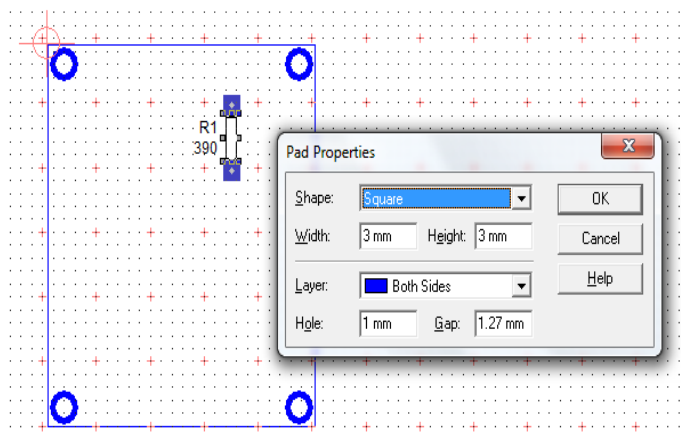 R1
390
Pad Properties
Shape: Square OK
Width: 3 mm Height: 3 mm Cancel
Layer: Both Sides Help
Hole: 1 mm Gap: 1.27 mm